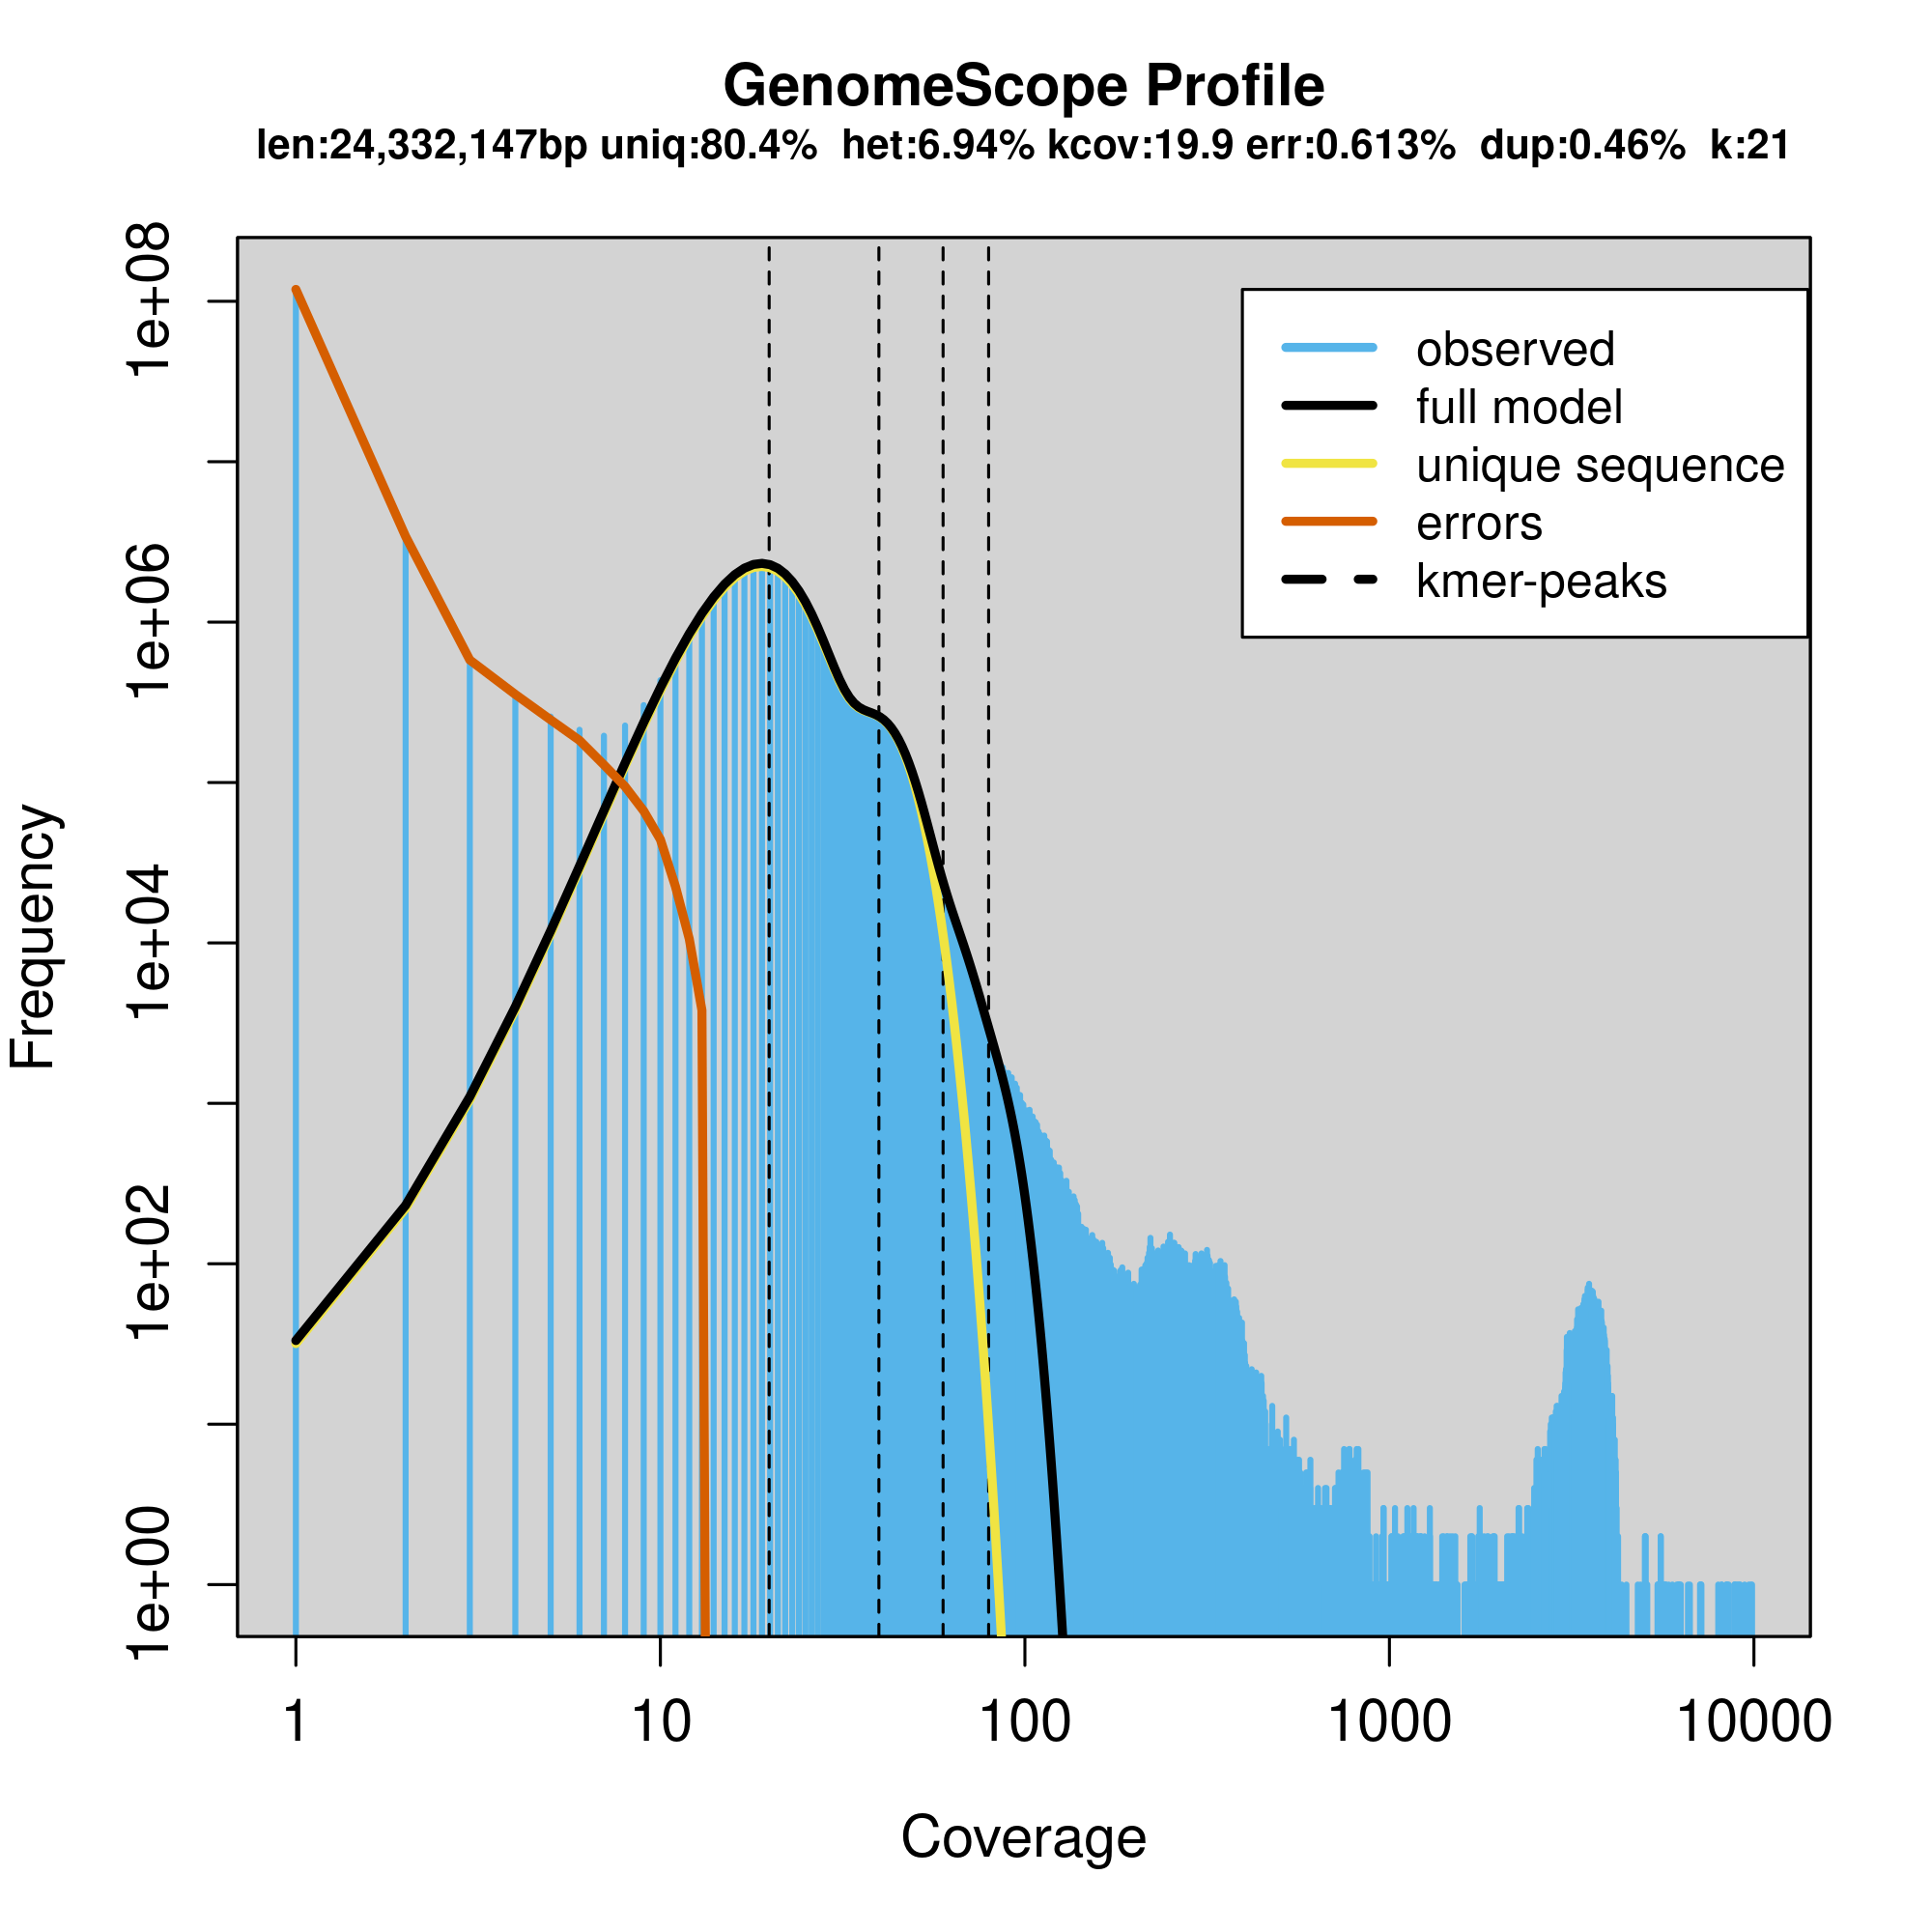 GenomeScope Profile
len:24,332,147bp uniq:80.4% het:6.94% kcov:19.9 err:0.613% dup:0.46% k:21
Frequency
1e+08
1e+06
1e+04
1e+02
1e+00
observed
full model
unique sequence
errors
kmer-peaks
1 10 100 1000 10000
Coverage